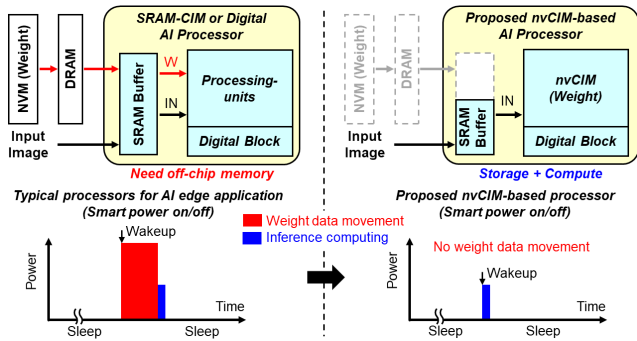 SRAM-CIM or Digital
AI Processor
NVM (Weight)
DRAM
SRAM Buffer
W
IN
Processing-
units
Digital Block
Input
Image
Need off-chip memory
Typical processors for AI edge application
(Smart power on/off)
Weight data movement
Inference computing
Power
Wakeup
Time
Sleep
Sleep
Proposed nvCIM-based
AI Processor
NVM (Weight)
DRAM
SRAM
Buffer
IN
nvCIM
(Weight)
Digital Block
Input
Image
Storage + Compute
Proposed nvCIM-based processor
(Smart power on/off)
No weight data movement
Power
Wakeup
Time
Sleep
Sleep